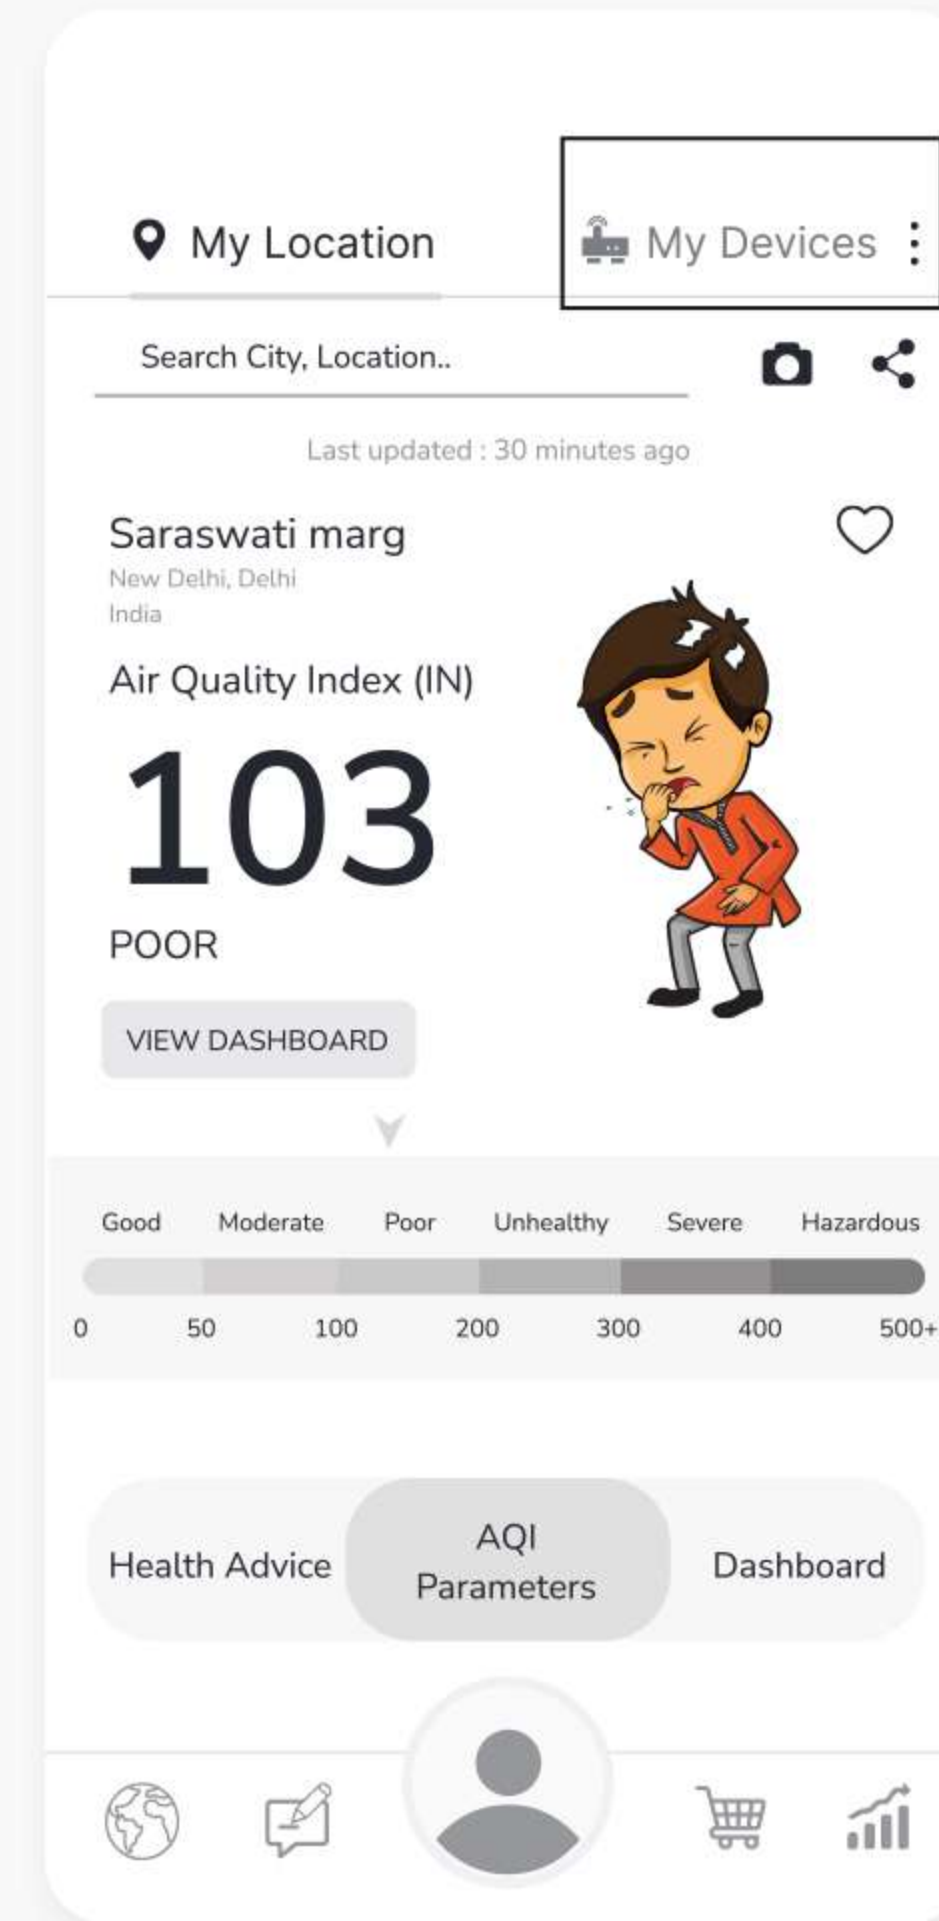 My Location
My Devices
Search City, Location..
Last updated : 30 minutes ago
Saraswati marg
New Delhi, Delhi
India
Air Quality Index (IN)
103
POOR
VIEW DASHBOARD
Good Moderate Poor Unhealthy Severe Hazardous
0 50 100 200 300 400 500+
Health Advice
AQI
Parameters
Dashboard